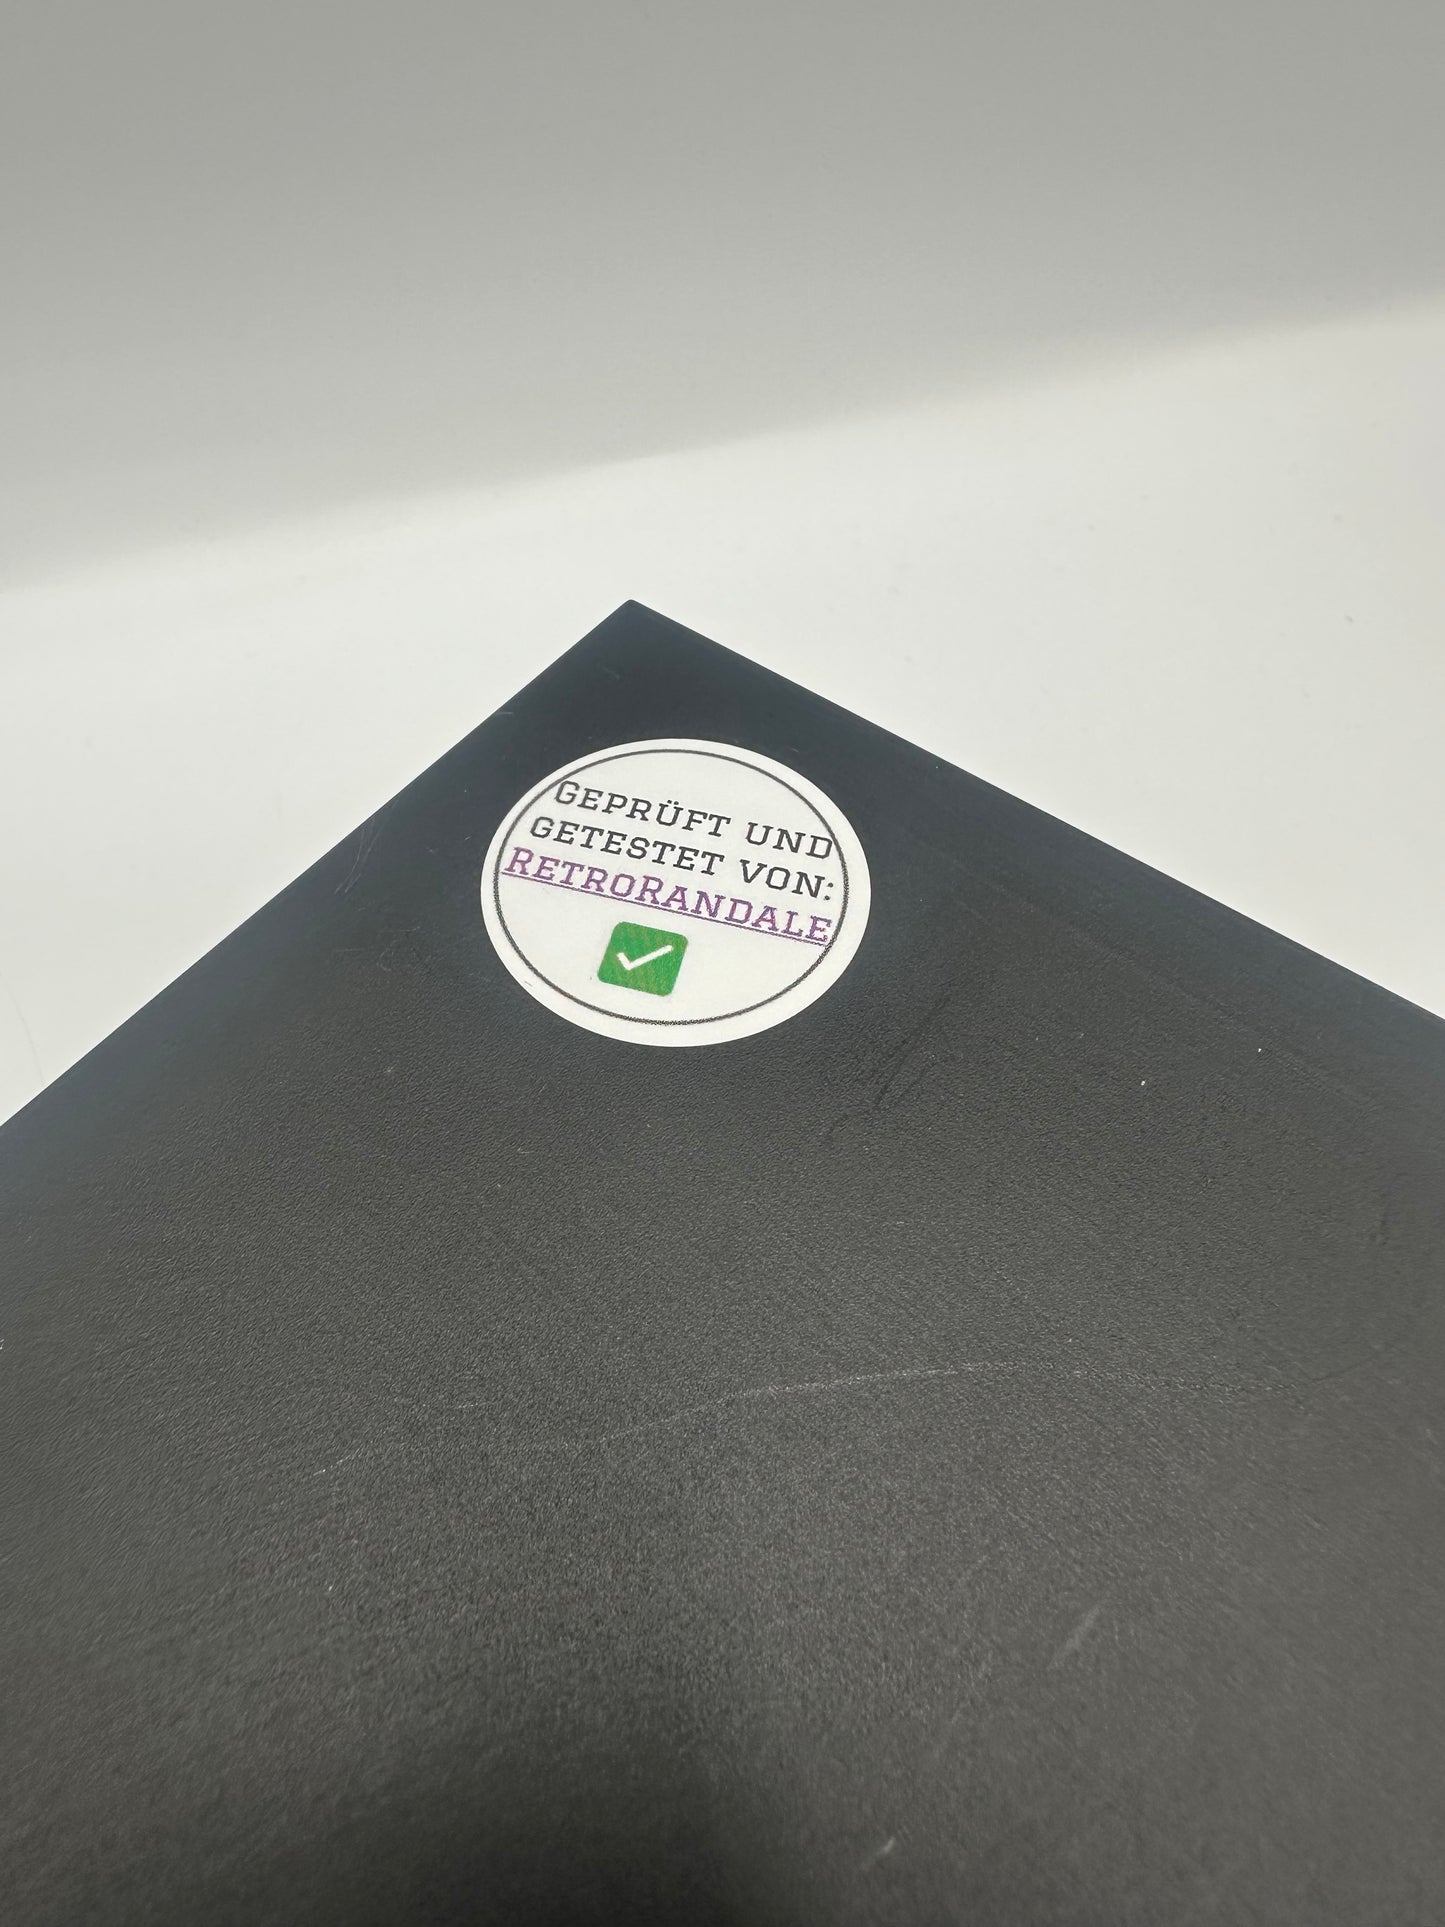 Geprüft und
getestet von:
RetroRandale